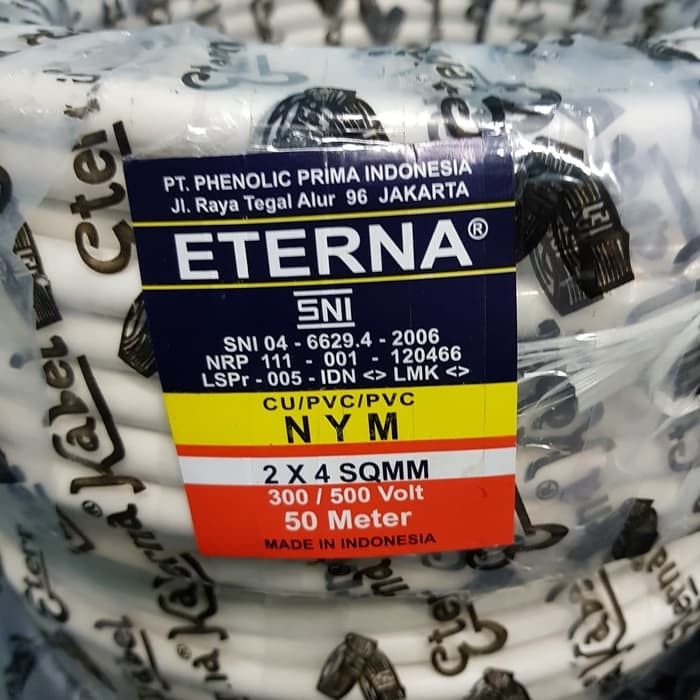 PT. PHENOLIC PRIMA INDONESIA
Jl. Raya Tegal Alur 96 JAKARTA
ETERNA®
SNI
SNI 04 - 6629.4 - 2006
NRP 111 - 001 - 120466
LSPr - 005 - IDN <> LMK <>
CU/PVC/PVC
NYM
2 X 4 SQMM
300 / 500 Volt
50 Meter
MADE IN INDONESIA
Kabel